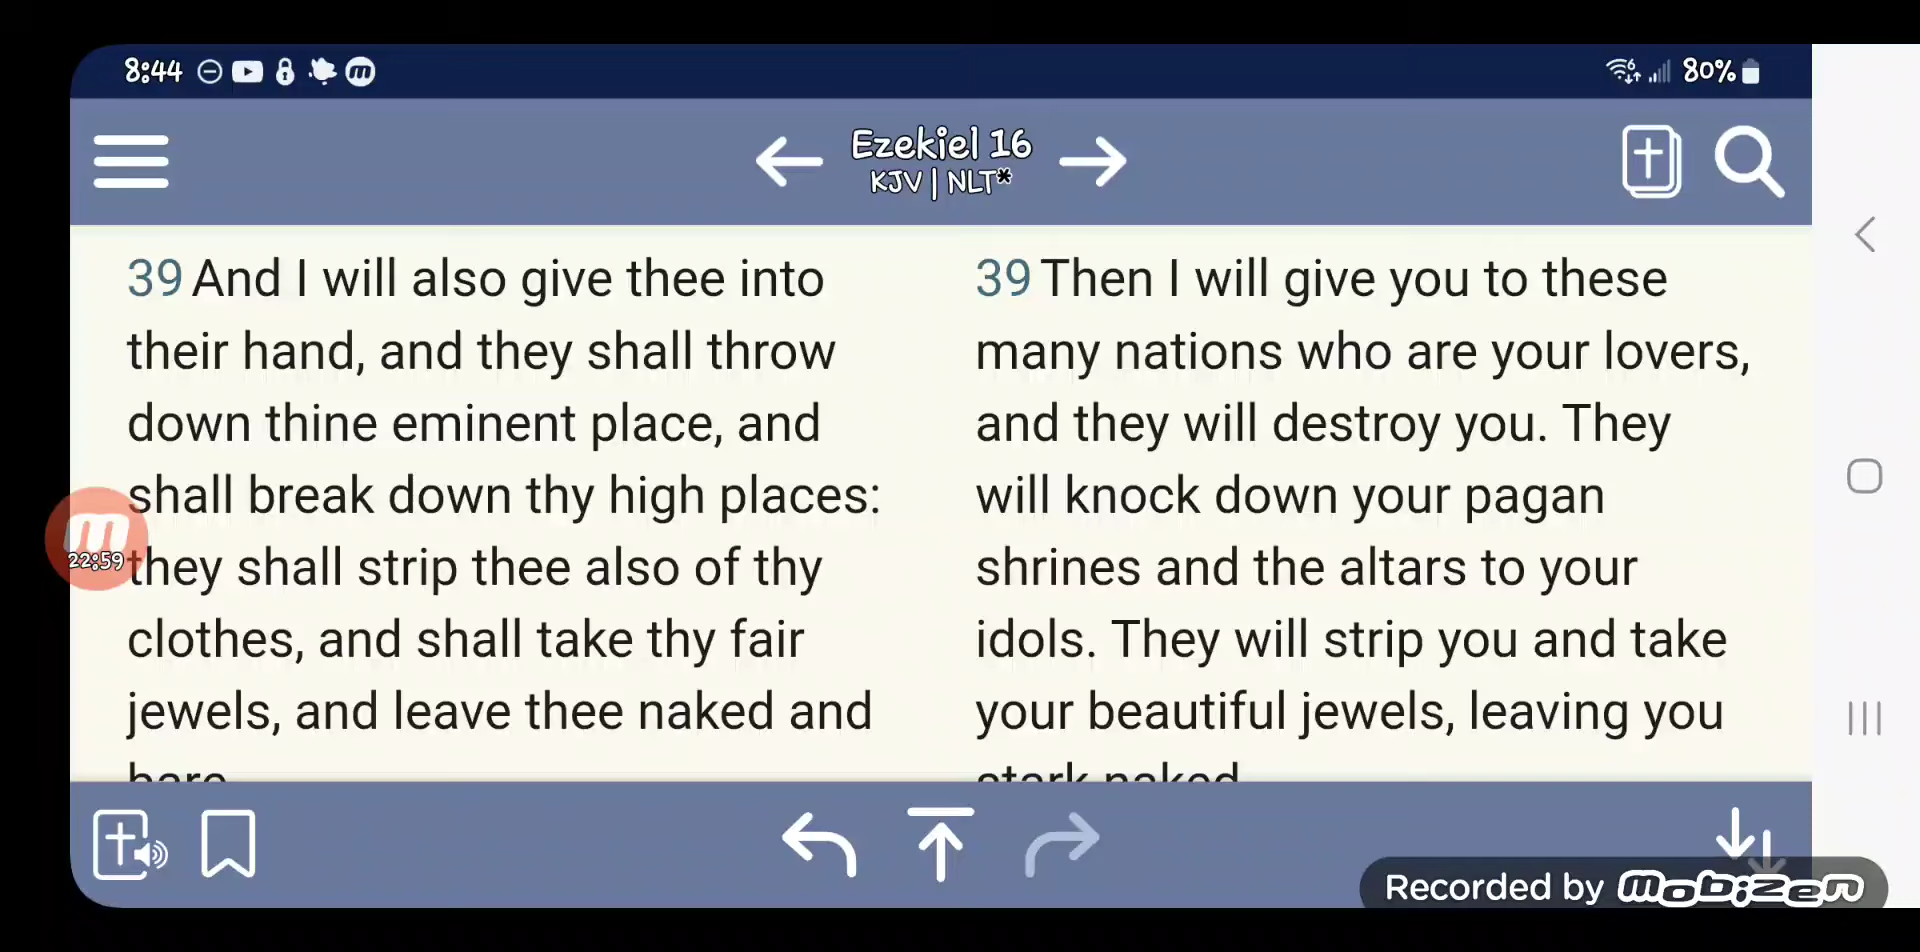 8:44
80%
Ezekiel 16
KJV | NLT*
39 And I will also give thee into
their hand, and they shall throw
down thine eminent place, and
shall break down thy high places:
they shall strip thee also of thy
clothes, and shall take thy fair
jewels, and leave thee naked and
bare.
39 Then I will give you to these
many nations who are your lovers,
and they will destroy you. They
will knock down your pagan
shrines and the altars to your
idols. They will strip you and take
your beautiful jewels, leaving you
stark naked.
22:59
Recorded by mobizen